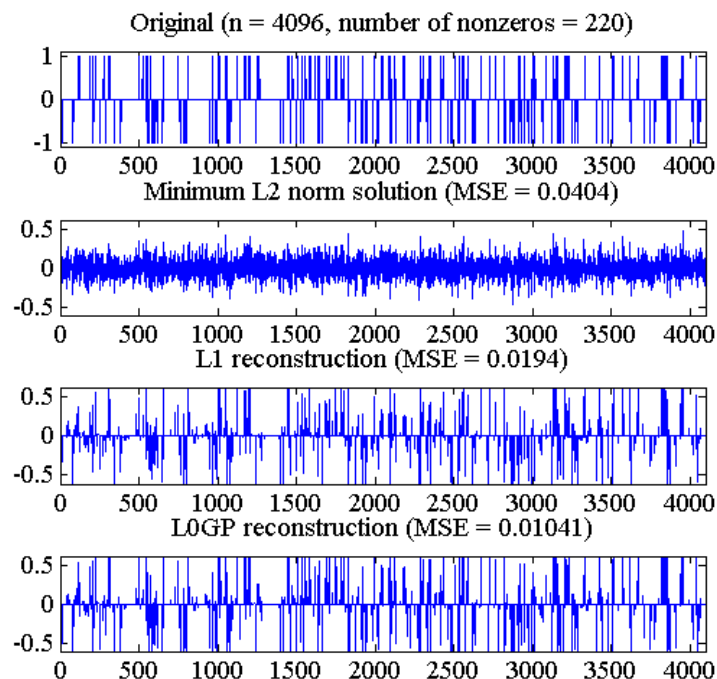 Original (n = 4096, number of nonzeros = 220)
1
0
-1
0 500 1000 1500 2000 2500 3000 3500 4000
Minimum L2 norm solution (MSE = 0.0404)
0.5
0
-0.5
0 500 1000 1500 2000 2500 3000 3500 4000
L1 reconstruction (MSE = 0.0194)
0.5
0
-0.5
0 500 1000 1500 2000 2500 3000 3500 4000
L0GP reconstruction (MSE = 0.01041)
0.5
0
-0.5
0 500 1000 1500 2000 2500 3000 3500 4000